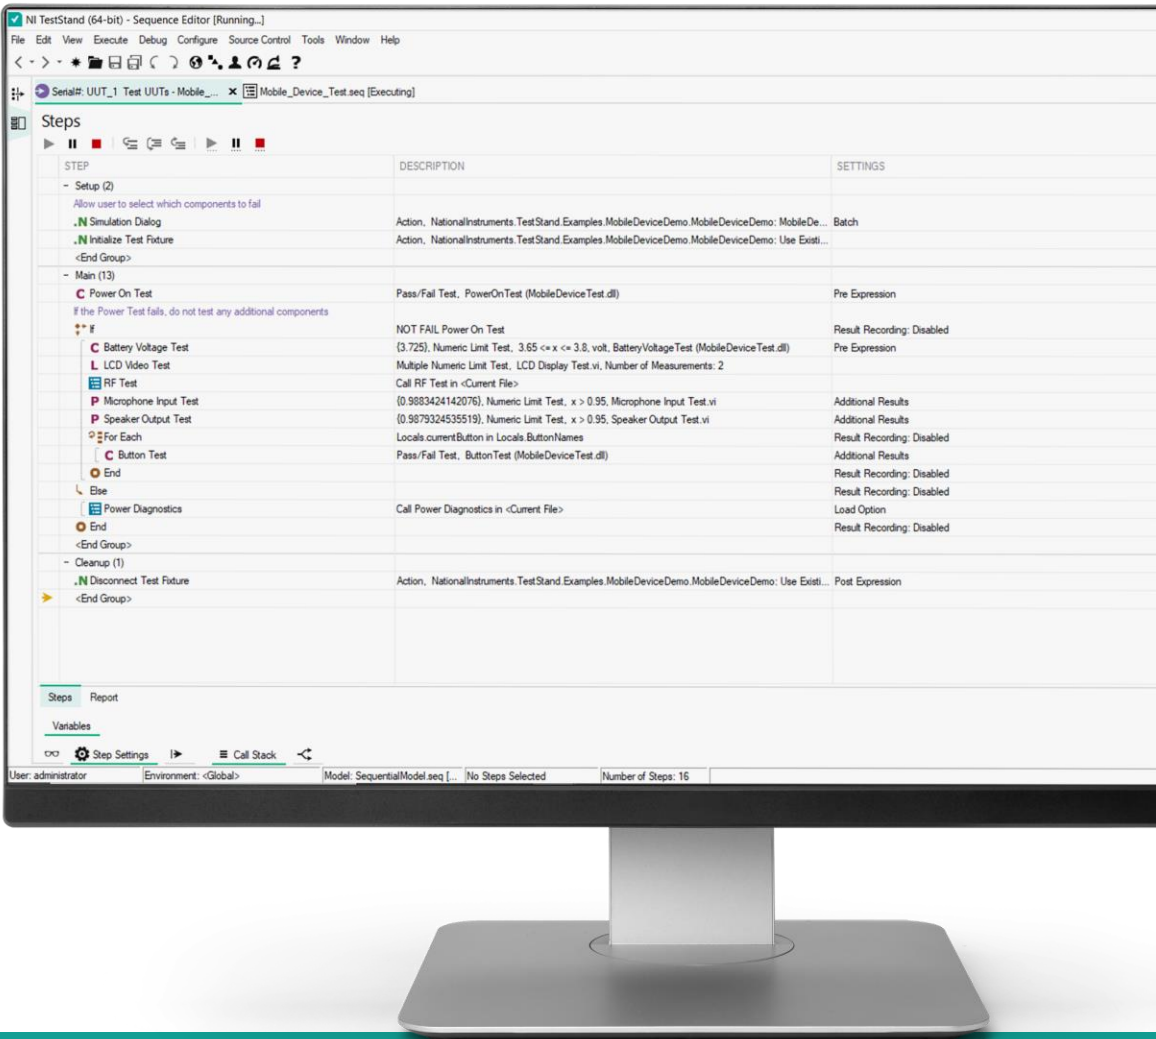 NI TestStand (64-bit) - Sequence Editor [Running...]
File Edit View Execute Debug Configure Source Control Tools Window Help
Serial#: UUT_1 Test UUTs - Mobile_... Mobile_Device_Test.seq [Executing]
Steps
STEP DESCRIPTION SETTINGS
- Setup (2)
Allow user to select which components to fail
.N Simulation Dialog Action, NationalInstruments.TestStand.Examples.MobileDeviceDemo.MobileDeviceDemo: MobileDe... Batch
.N Initialize Test Fixture Action, NationalInstruments.TestStand.Examples.MobileDeviceDemo.MobileDeviceDemo: Use Existi...
<End Group>
- Main (13)
C Power On Test Pass/Fail Test, PowerOnTest (MobileDeviceTest.dll) Pre Expression
If the Power Test fails, do not test any additional components
If NOT FAIL Power On Test Result Recording: Disabled
C Battery Voltage Test {3.725}, Numeric Limit Test, 3.65 <= x <= 3.8, volt, BatteryVoltageTest (MobileDeviceTest.dll) Pre Expression
L LCD Video Test Multiple Numeric Limit Test, LCD Display Test.vi, Number of Measurements: 2
RF Test Call RF Test in <Current File>
P Microphone Input Test {0.9883424142076}, Numeric Limit Test, x > 0.95, Microphone Input Test.vi Additional Results
P Speaker Output Test {0.9879324535519}, Numeric Limit Test, x > 0.95, Speaker Output Test.vi Additional Results
For Each Locals.currentButton in Locals.ButtonNames Result Recording: Disabled
C Button Test Pass/Fail Test, ButtonTest (MobileDeviceTest.dll) Additional Results
End Result Recording: Disabled
Else Result Recording: Disabled
Power Diagnostics Call Power Diagnostics in <Current File> Load Option
End Result Recording: Disabled
<End Group>
- Cleanup (1)
.N Disconnect Test Fixture Action, NationalInstruments.TestStand.Examples.MobileDeviceDemo.MobileDeviceDemo: Use Existi... Post Expression
<End Group>
Steps Report
Variables
Step Settings Call Stack
User: administrator Environment: <Global> Model: SequentialModel.seq [... No Steps Selected Number of Steps: 16